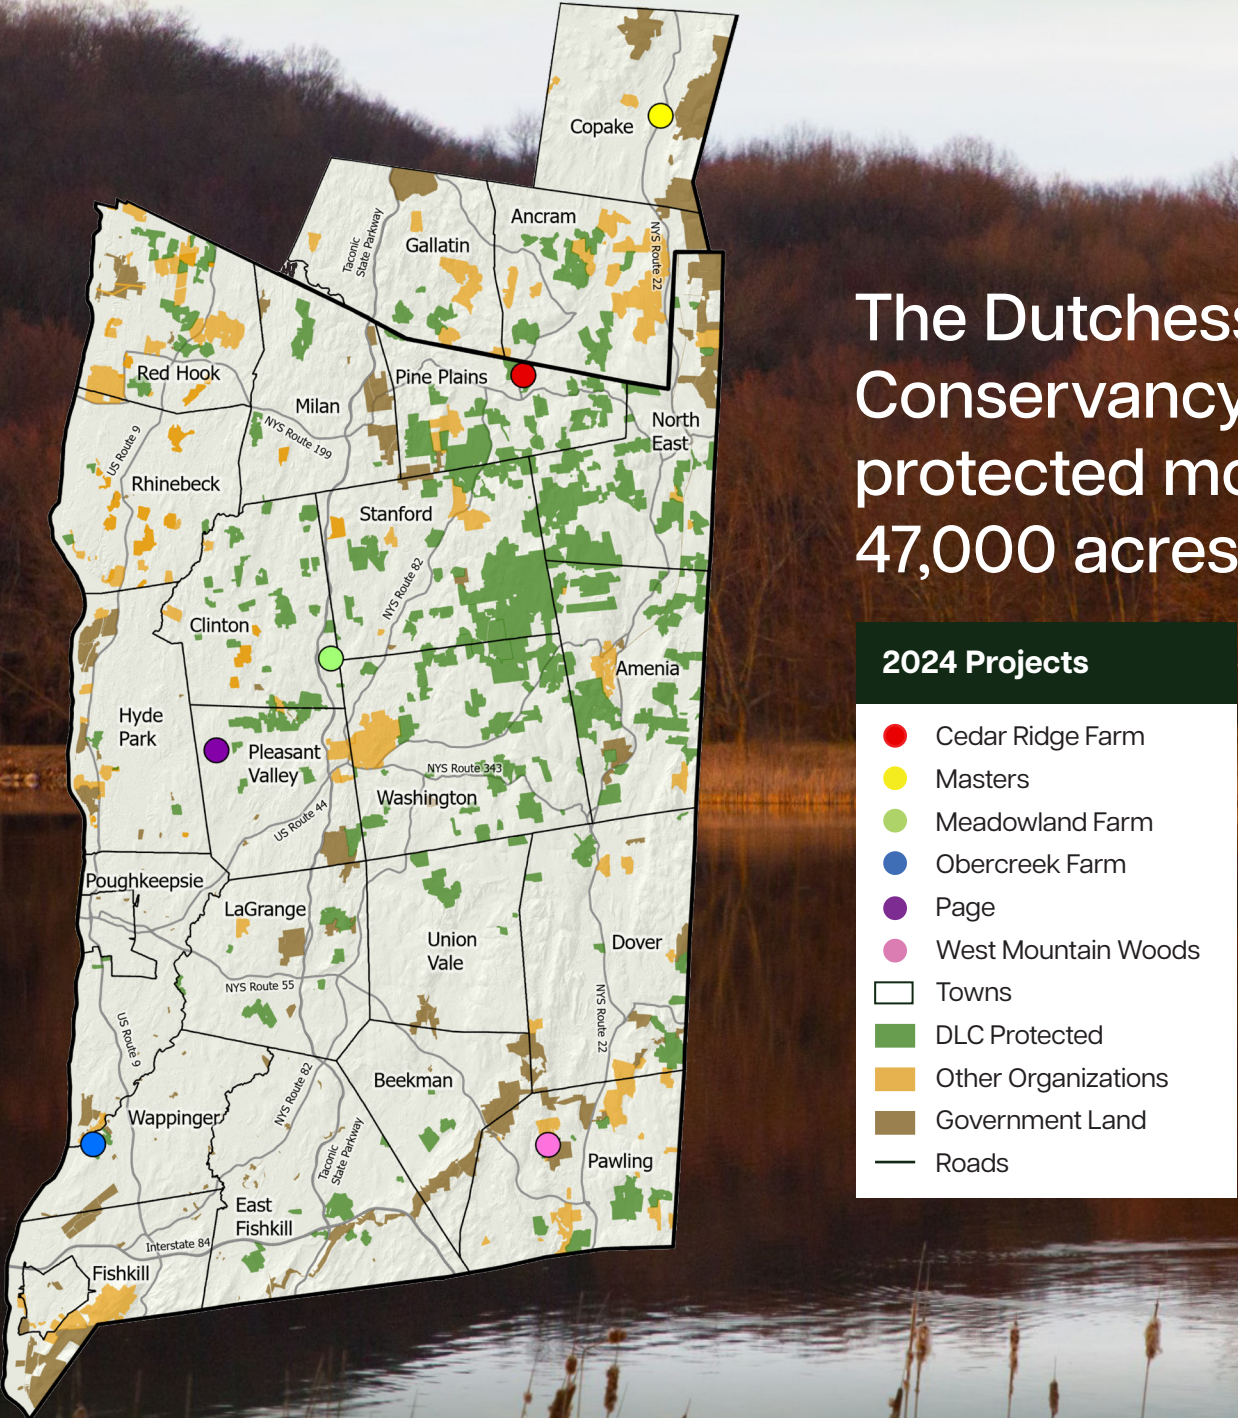 Copake
Ancram
Taconic
State Parkway
Gallatin
NYS Route 22
Red Hook
Pine Plains
Milan
North
East
NYS Route 199
US Route 9
Rhinebeck
Stanford
NYS Route 82
Clinton
Amenia
Hyde
Park
Pleasant
Valley
NYS Route 343
Washington
US Route 44
Poughkeepsie
LaGrange
Union
Vale
Dover
NYS Route 55
NYS Route 22
US Route 9
NYS Route 82
Beekman
Wappinger
Taconic
State Parkway
Pawling
East
Fishkill
Interstate 84
Fishkill
The Dutchess
Conservancy
protected mo
47,000 acres
2024 Projects
Cedar Ridge Farm
Masters
Meadowland Farm
Obercreek Farm
Page
West Mountain Woods
Towns
DLC Protected
Other Organizations
Government Land
Roads